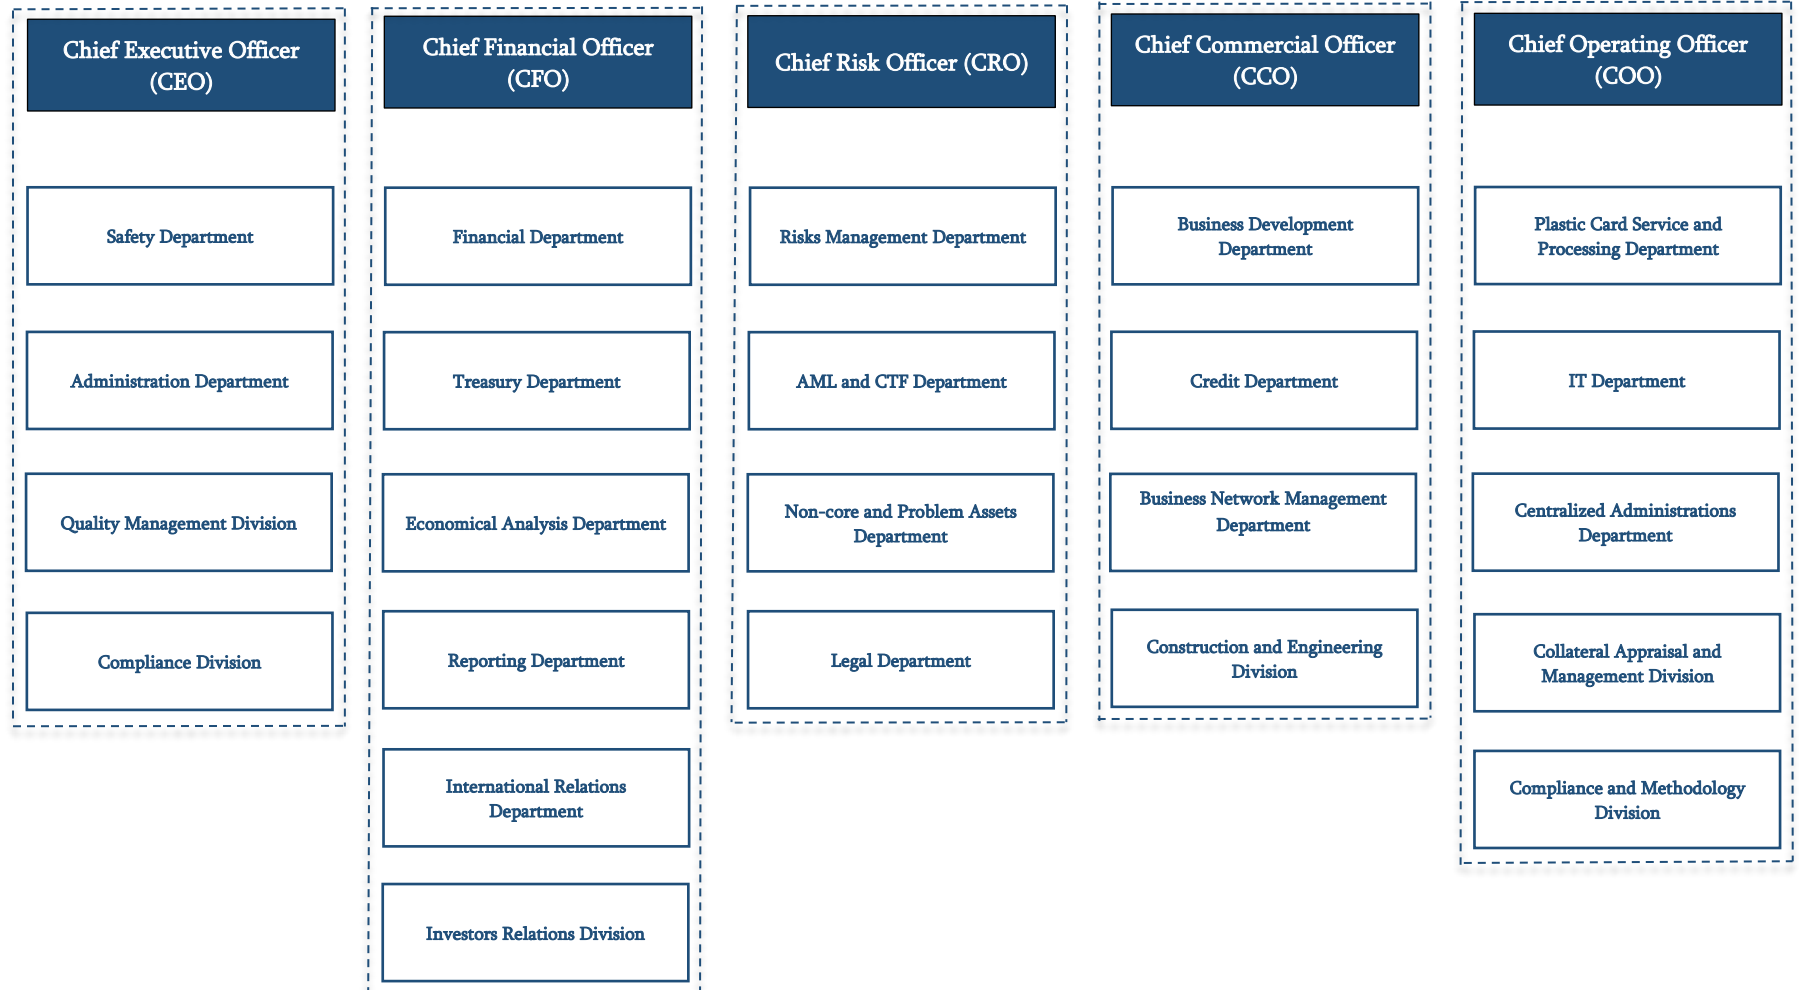 Chief Executive Officer
(CEO)
Safety Department
Administration Department
Quality Management Division
Compliance Division
Chief Financial Officer
(CFO)
Financial Department
Treasury Department
Economical Analysis Department
Reporting Department
International Relations
Department
Investors Relations Division
Chief Risk Officer (CRO)
Risks Management Department
AML and CTF Department
Non-core and Problem Assets
Department
Legal Department
Chief Commercial Officer
(CCO)
Business Development
Department
Credit Department
Business Network Management
Department
Construction and Engineering
Division
Chief Operating Officer
(COO)
Plastic Card Service and
Processing Department
IT Department
Centralized Administrations
Department
Collateral Appraisal and
Management Division
Compliance and Methodology
Division